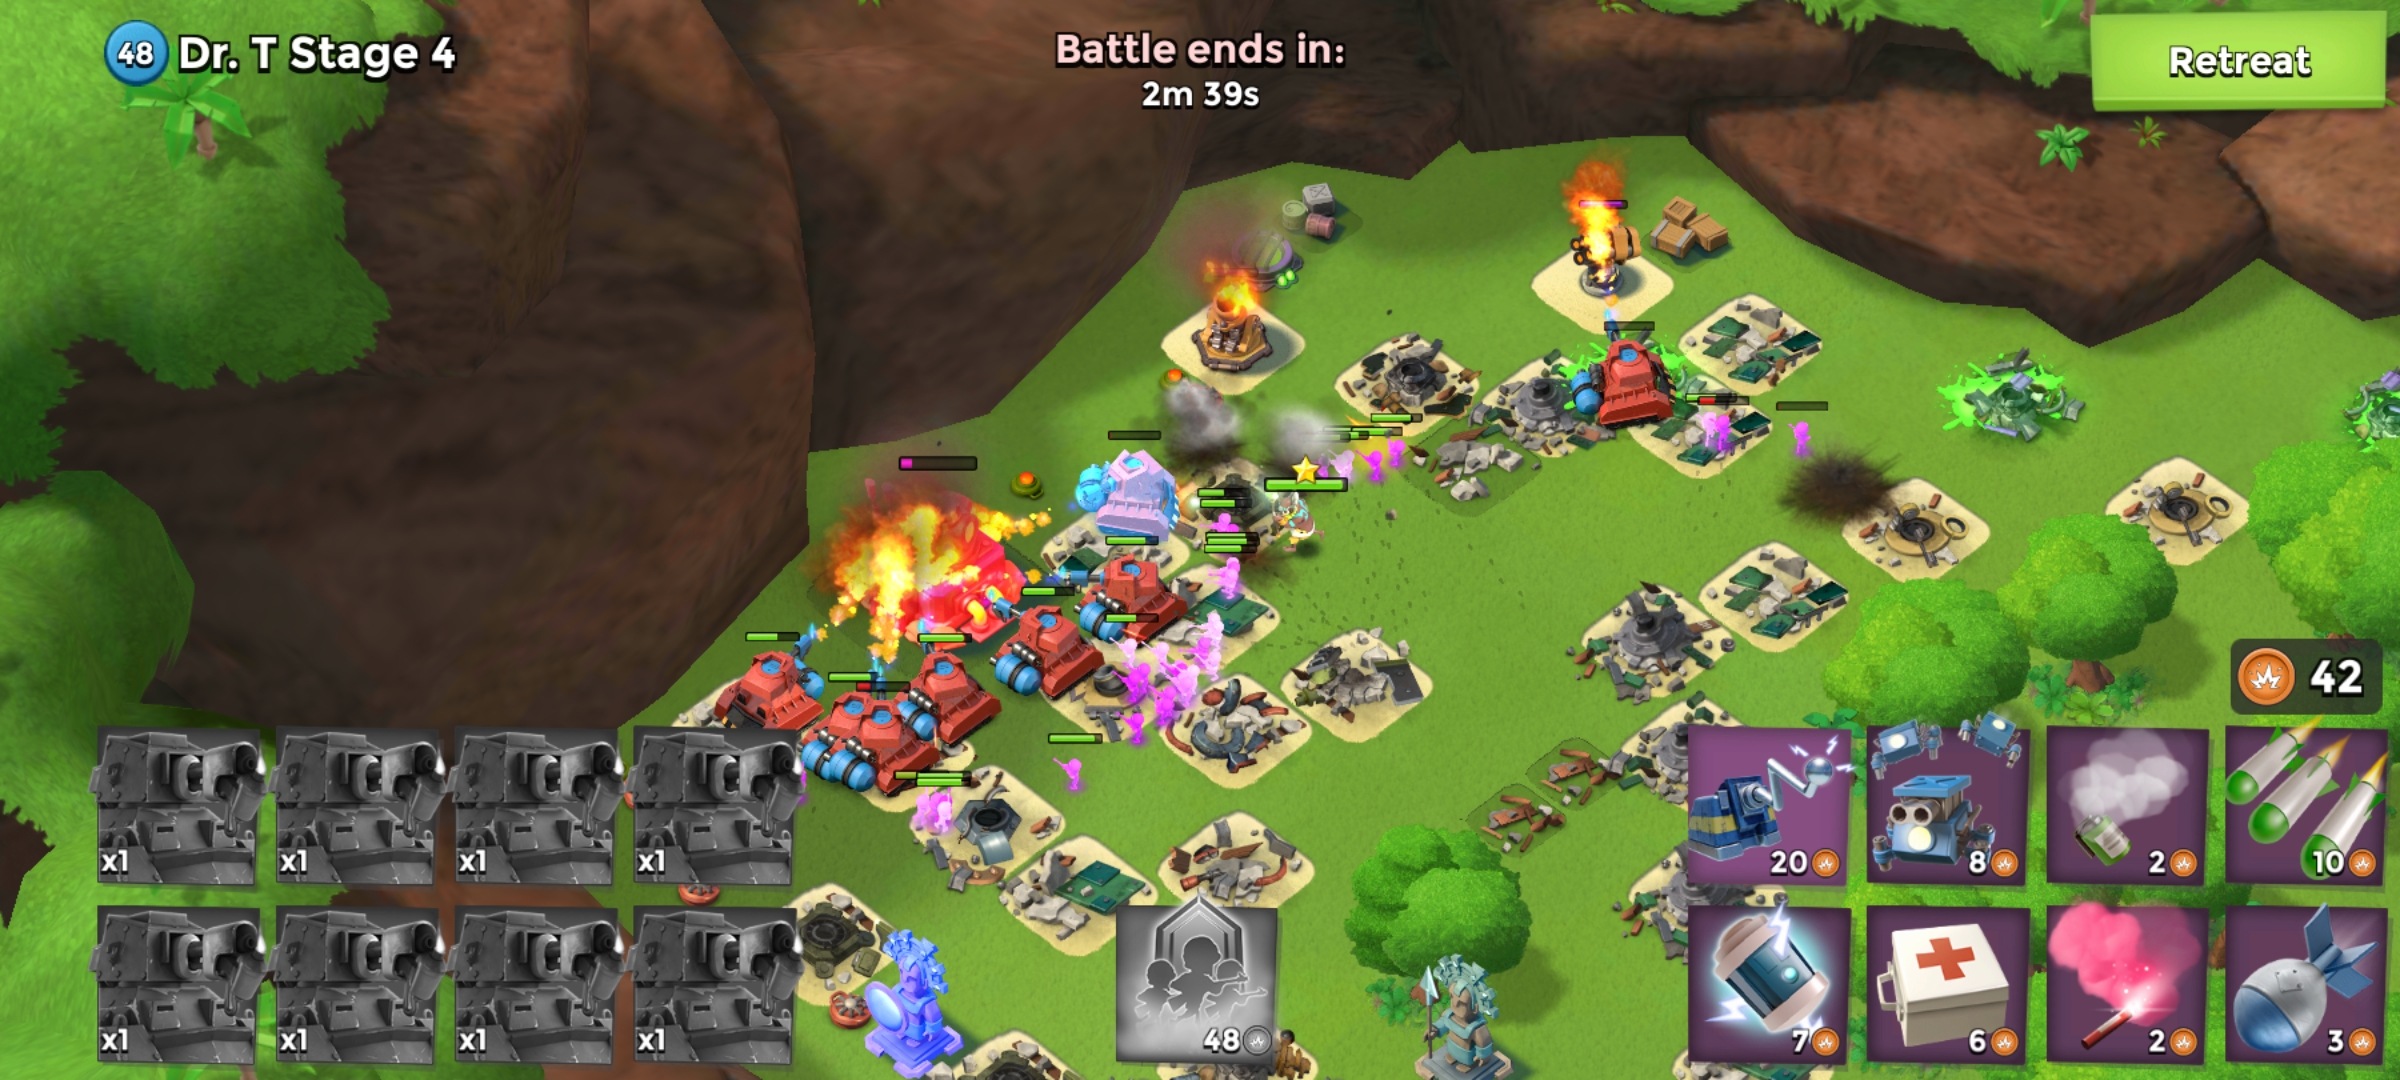 48 Dr. T Stage 4
Battle ends in:
2m 39s
Retreat
42
x1 x1 x1 x1
20 8 2 10
x1 x1 x1 x1
48
7 6 2 3